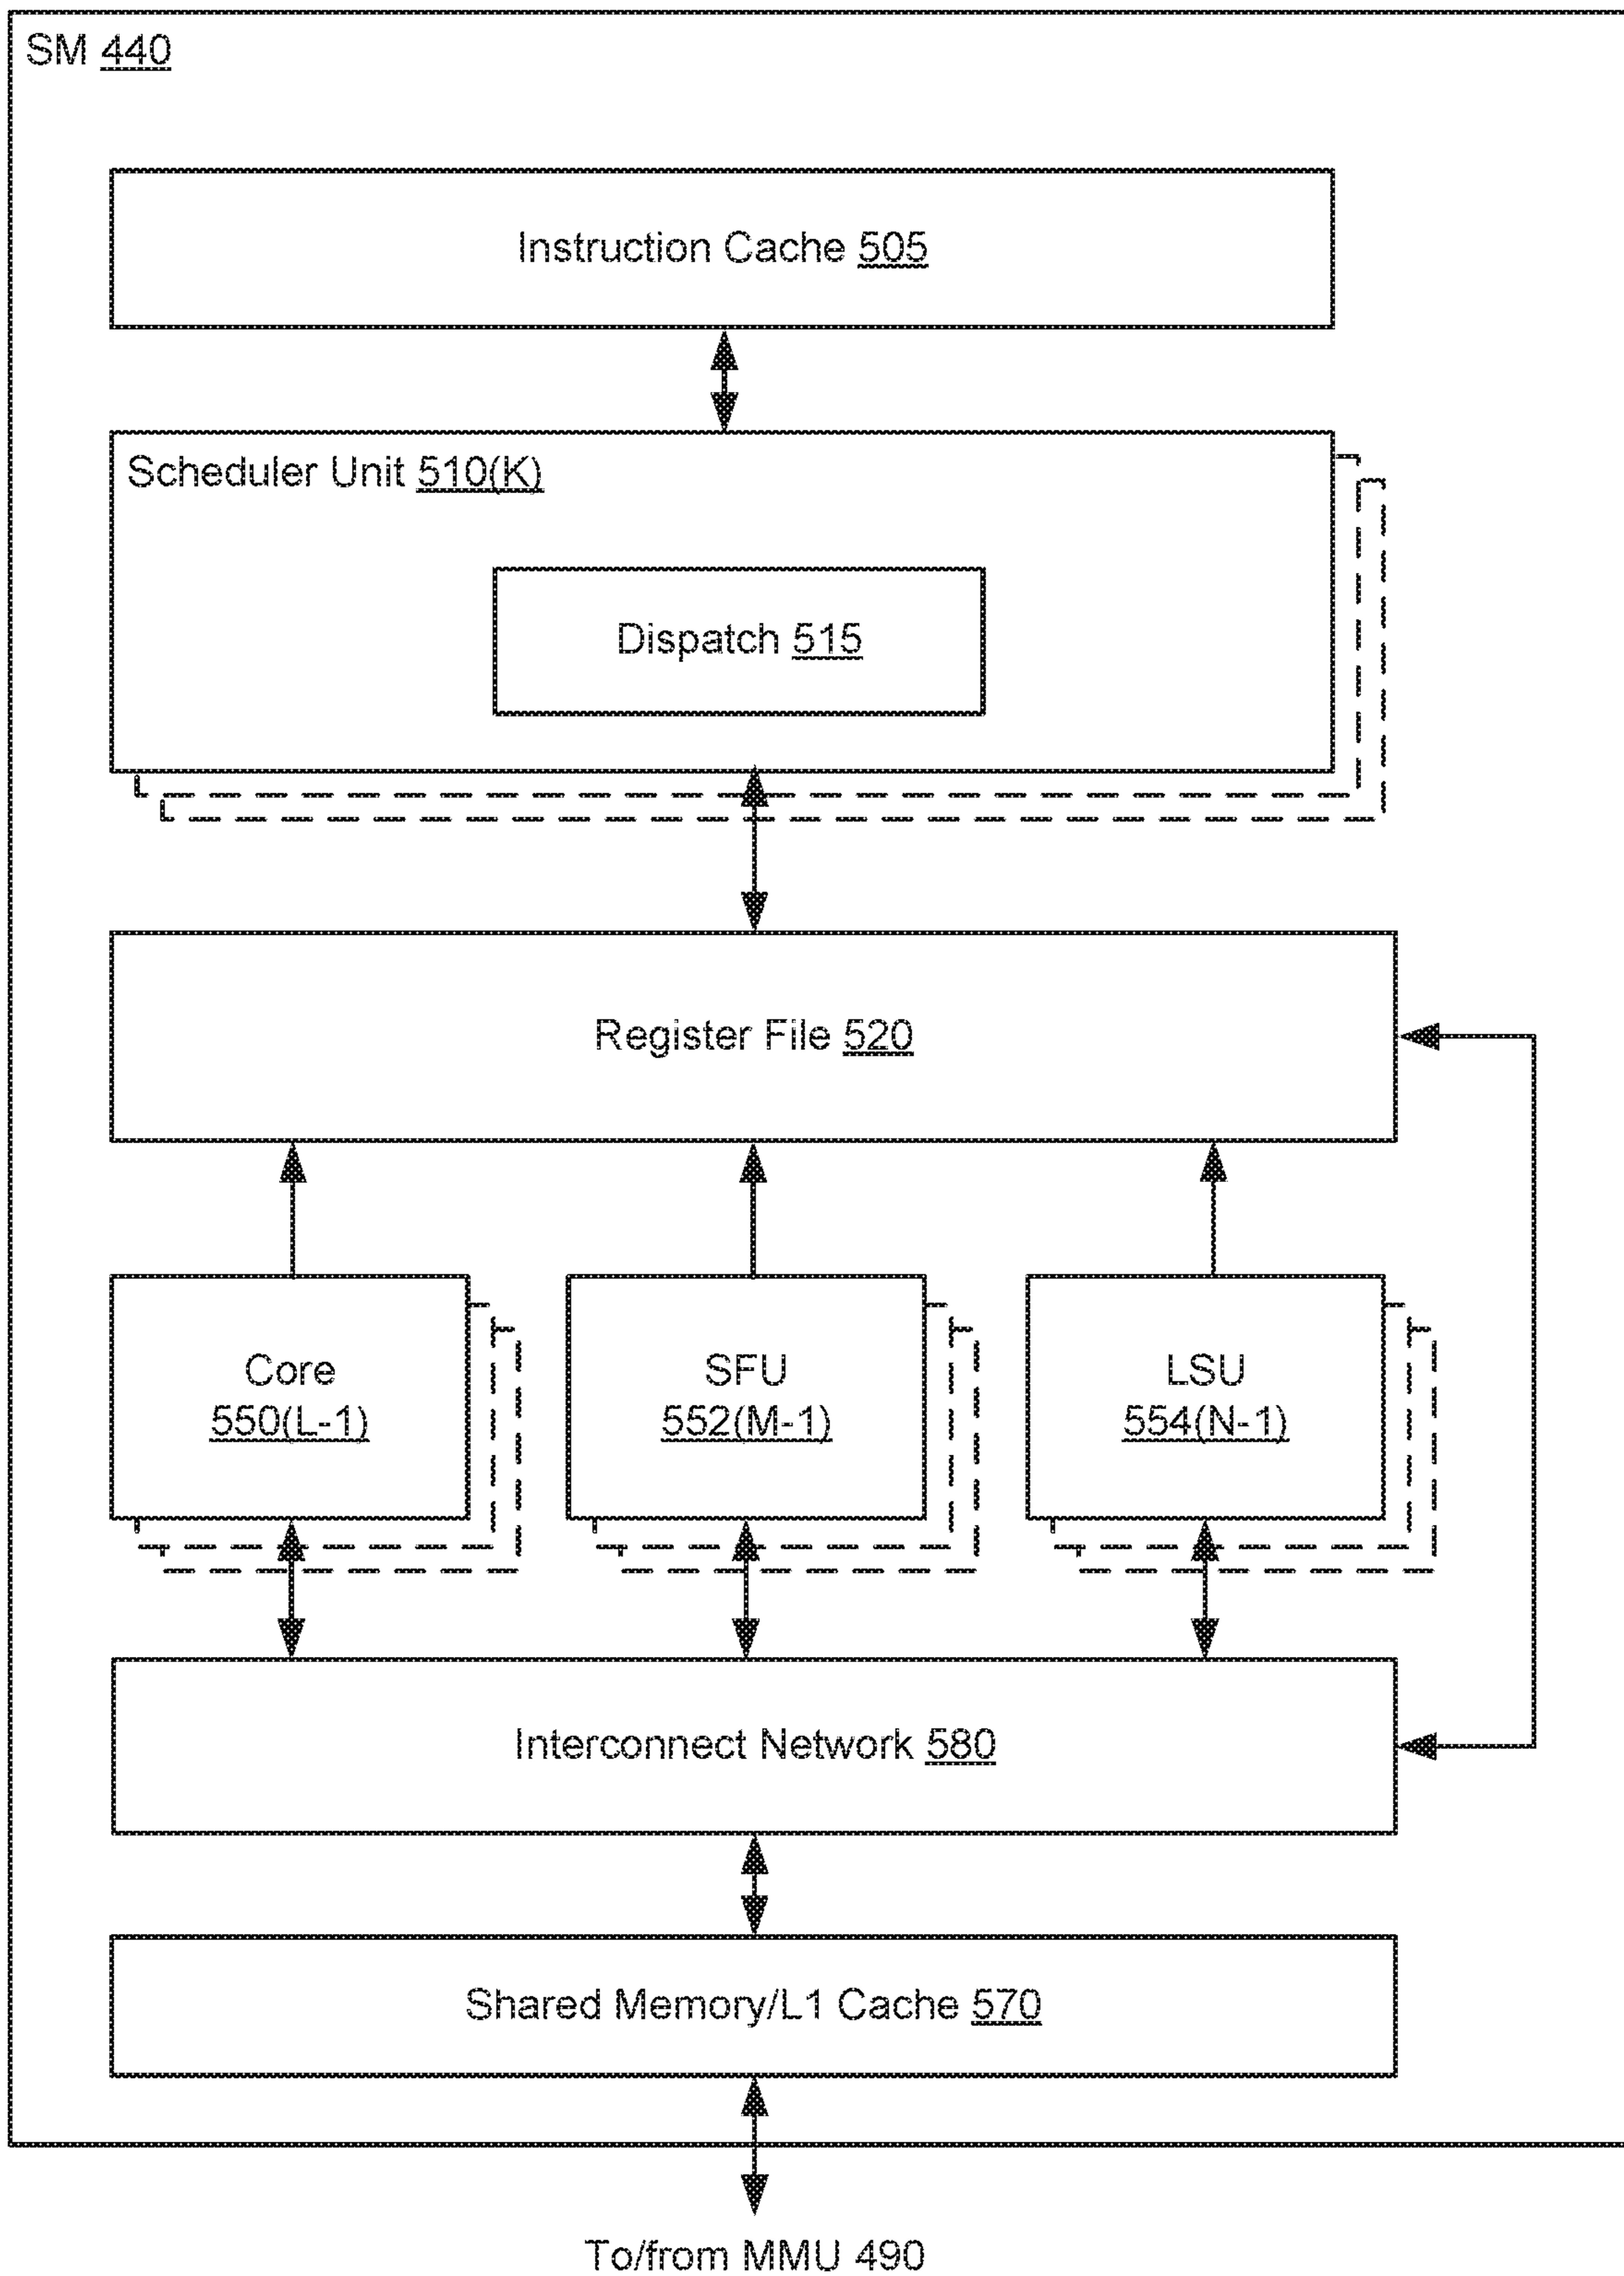 SM 440
Instruction Cache 505
Scheduler Unit 510(K)
Dispatch 515
Register File 520
Core
550(L-1)
SFU
552(M-1)
LSU
554(N-1)
Interconnect Network 580
Shared Memory/L1 Cache 570
To/from MMU 490